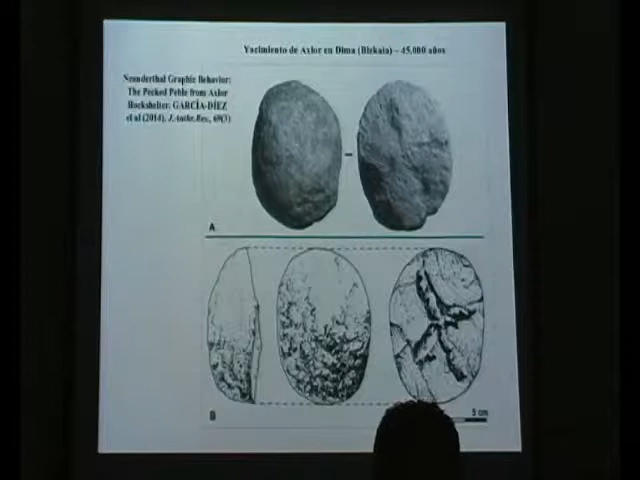 Yacimiento de Axlor en Dima (Bizkaia) – 45.000 años
Neanderthal Graphic Behavior:
The Pecked Peble from Axlor
Rockshelter. GARCÍA-DÍEZ
et al (2014). J.Anthr.Res., 69(3)
A
B
5 cm